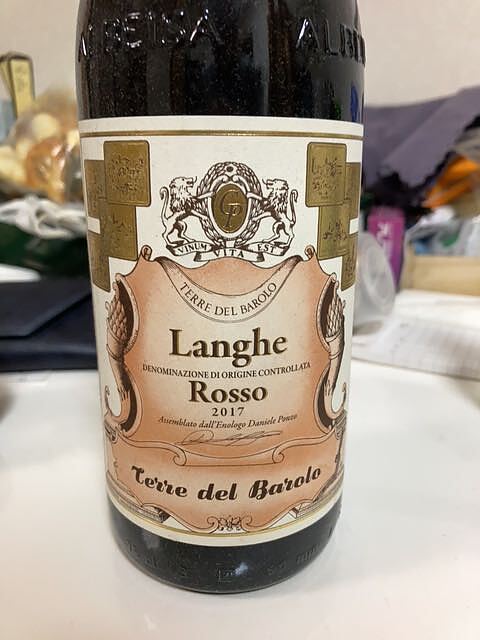 ALBEISA
VINUM VITA EST
TERRE DEL BAROLO
Langhe
DENOMINAZIONE DI ORIGINE CONTROLLATA
Rosso
2017
Assemblato dall'Enologo Daniele Ponzo
Terre del Barolo